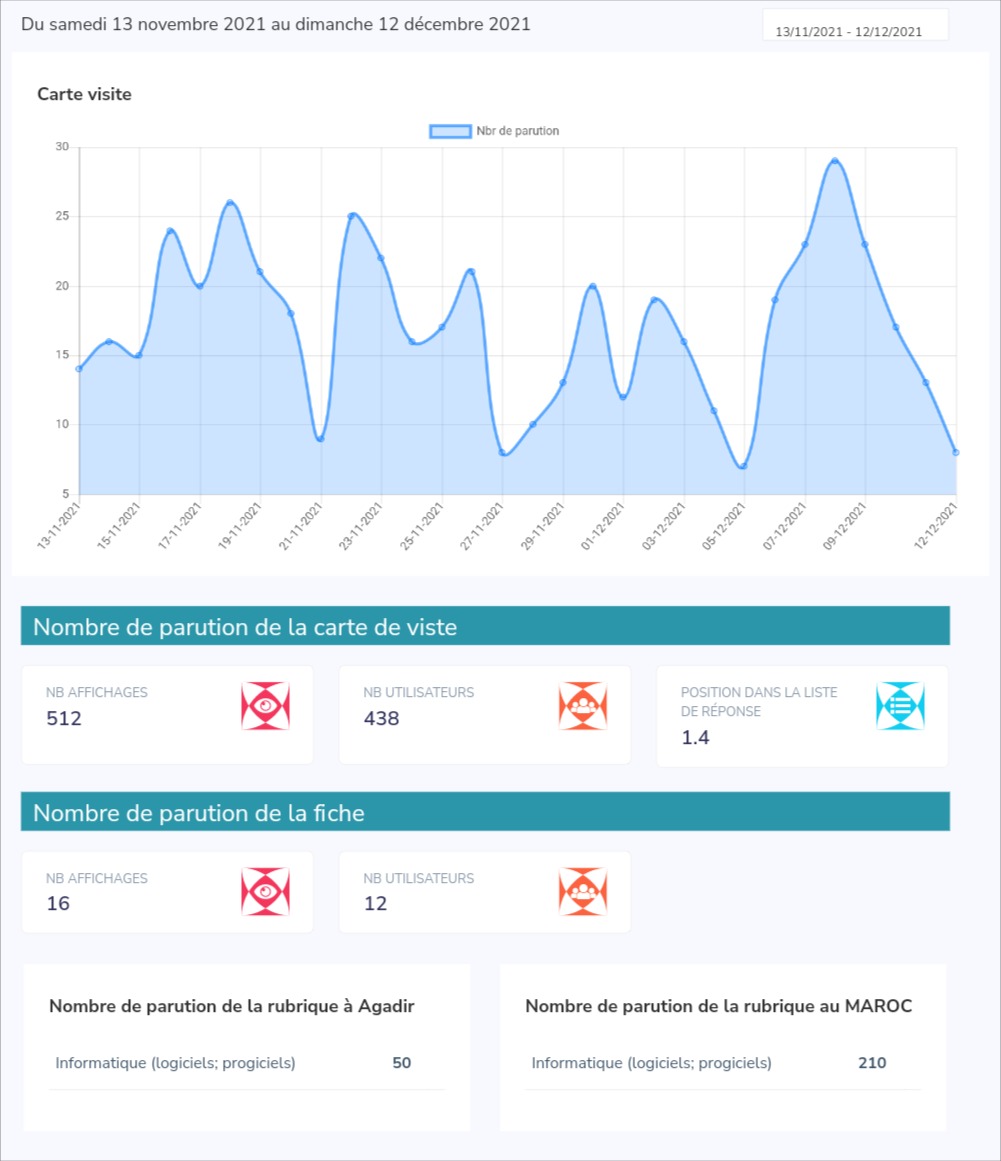 Du samedi 13 novembre 2021 au dimanche 12 décembre 2021
13/11/2021 - 12/12/2021
Carte visite
Nbr de parution
30
25
20
15
10
5
13-11-2021
15-11-2021
17-11-2021
19-11-2021
21-11-2021
23-11-2021
25-11-2021
27-11-2021
29-11-2021
01-12-2021
03-12-2021
05-12-2021
07-12-2021
09-12-2021
12-12-2021
Nombre de parution de la carte de viste
NB AFFICHAGES
512
NB UTILISATEURS
438
POSITION DANS LA LISTE
DE RÉPONSE
1.4
Nombre de parution de la fiche
NB AFFICHAGES
16
NB UTILISATEURS
12
Nombre de parution de la rubrique à Agadir
Informatique (logiciels; progiciels) 50
Nombre de parution de la rubrique au MAROC
Informatique (logiciels; progiciels) 210